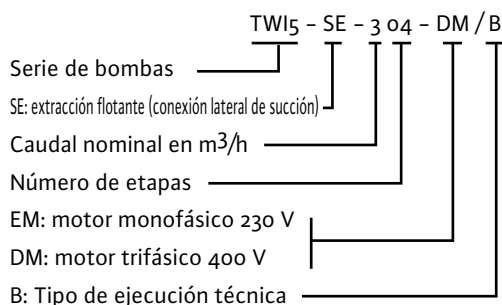 TWI5 - SE - 3 04 - DM / B
Serie de bombas
SE: extracción flotante (conexión lateral de succión)
Caudal nominal en m³/h
Número de etapas
EM: motor monofásico 230 V
DM: motor trifásico 400 V
B: Tipo de ejecución técnica